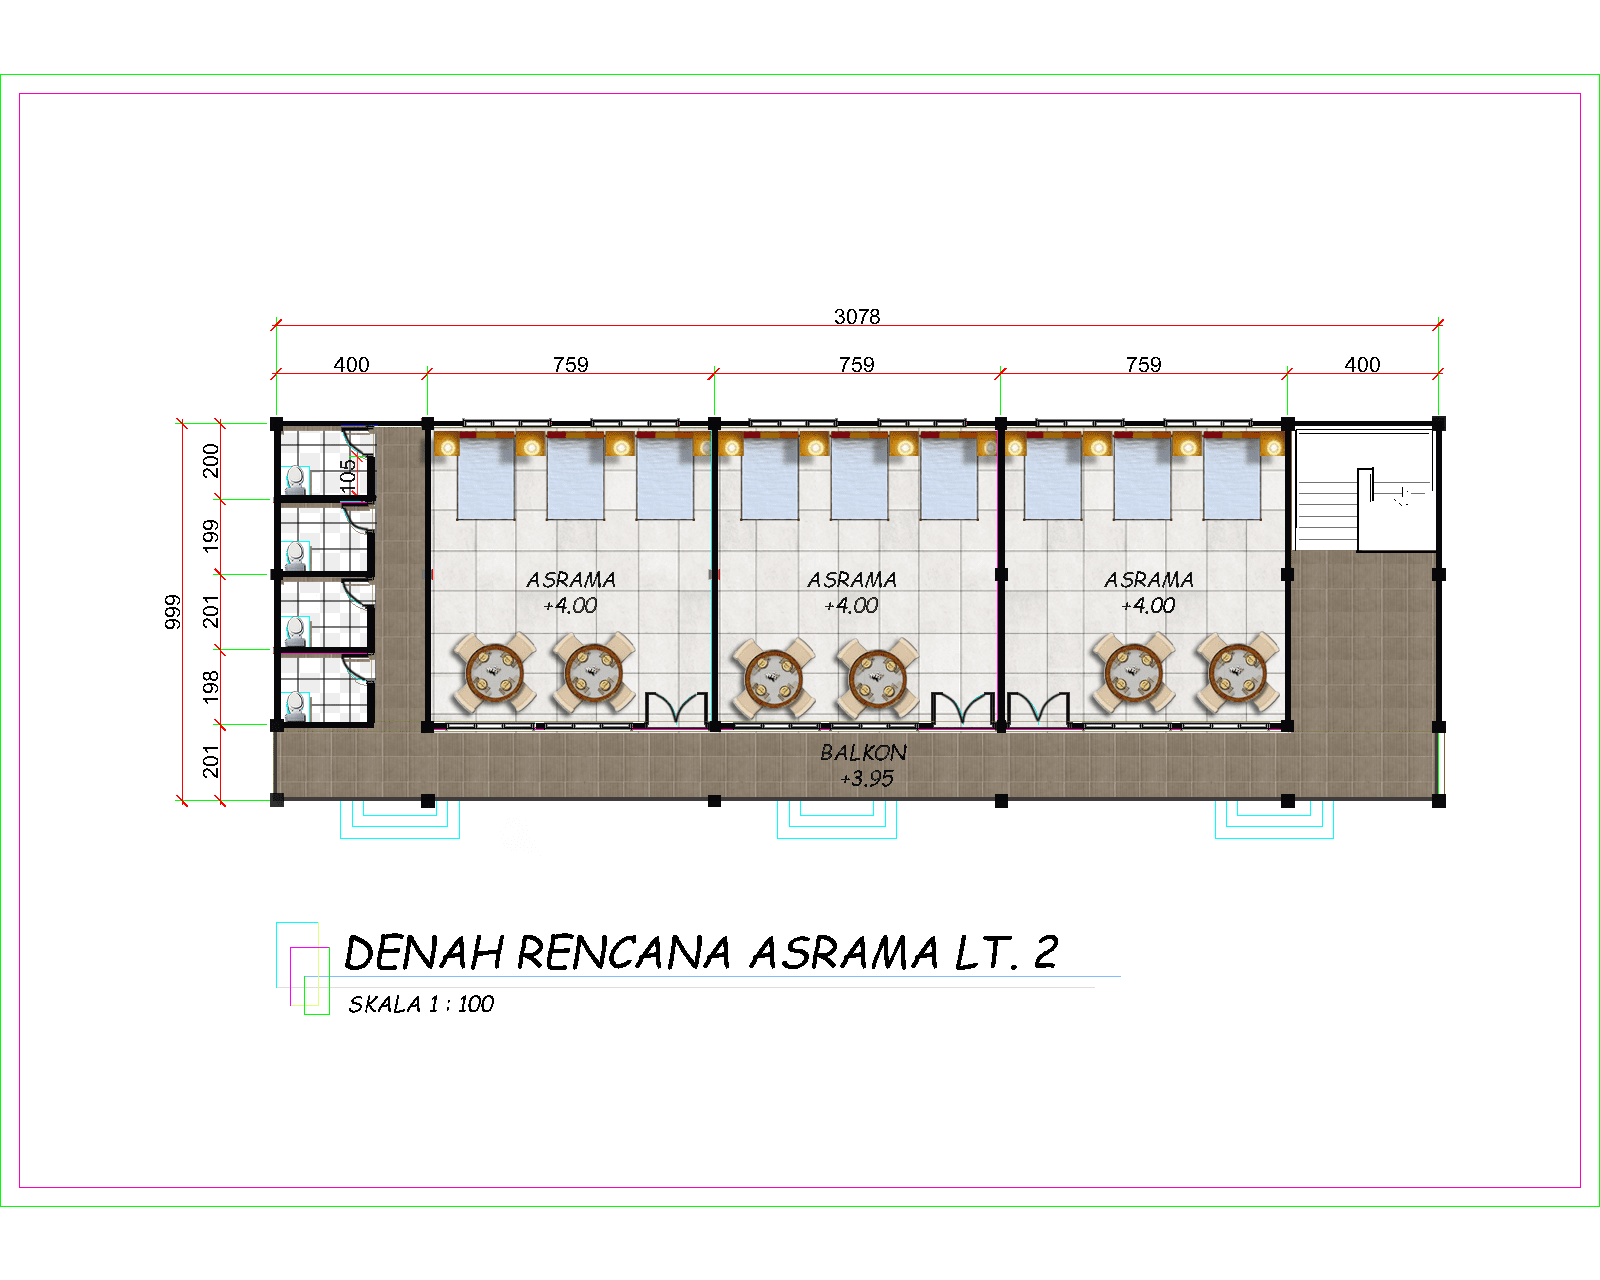 3078
400 759 759 759 400
200
105
199
999
201
198
201
ASRAMA
+4.00
ASRAMA
+4.00
ASRAMA
+4.00
BALKON
+3.95
DENAH RENCANA ASRAMA LT. 2
SKALA 1 : 100